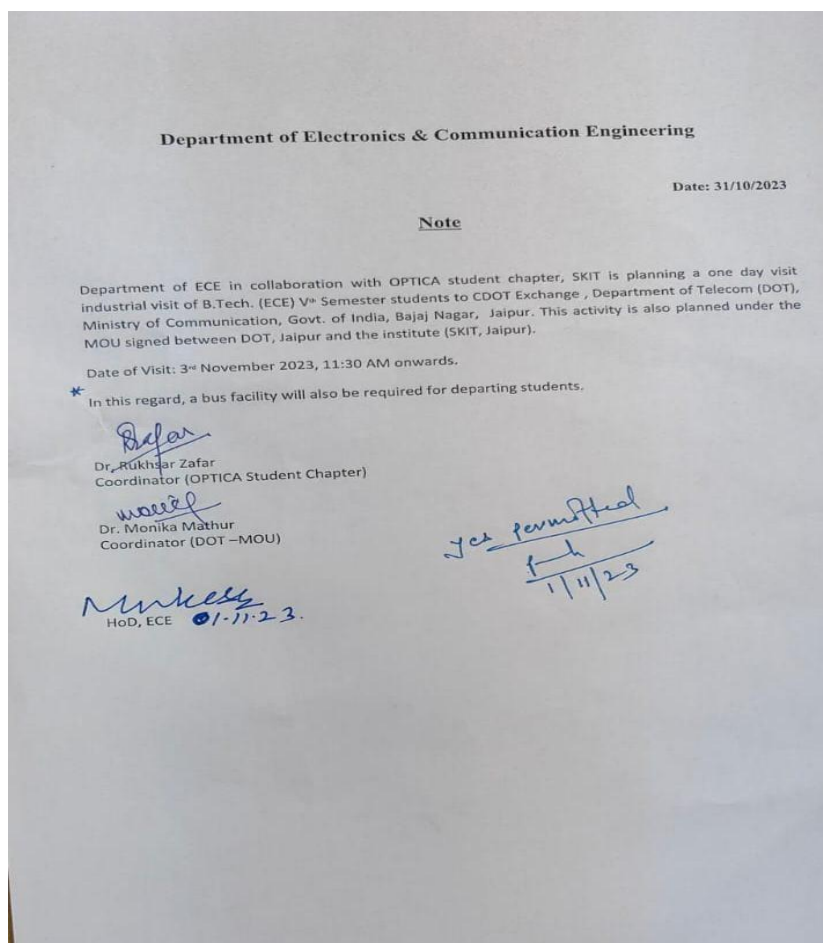 Department of Electronics & Communication Engineering
Date: 31/10/2023
Note
Department of ECE in collaboration with OPTICA student chapter, SKIT is planning a one day visit
industrial visit of B.Tech. (ECE) Vth Semester students to CDOT Exchange , Department of Telecom (DOT),
Ministry of Communication, Govt. of India, Bajaj Nagar, Jaipur. This activity is also planned under the
MOU signed between DOT, Jaipur and the institute (SKIT, Jaipur).
Date of Visit: 3rd November 2023, 11:30 AM onwards.
* In this regard, a bus facility will also be required for departing students.
Zafar
Dr. Rukhsar Zafar
Coordinator (OPTICA Student Chapter)
Dr. Monika Mathur
Coordinator (DOT –MOU)
yes permitted
1/11/23
Mukesh
HoD, ECE 01.11.23.